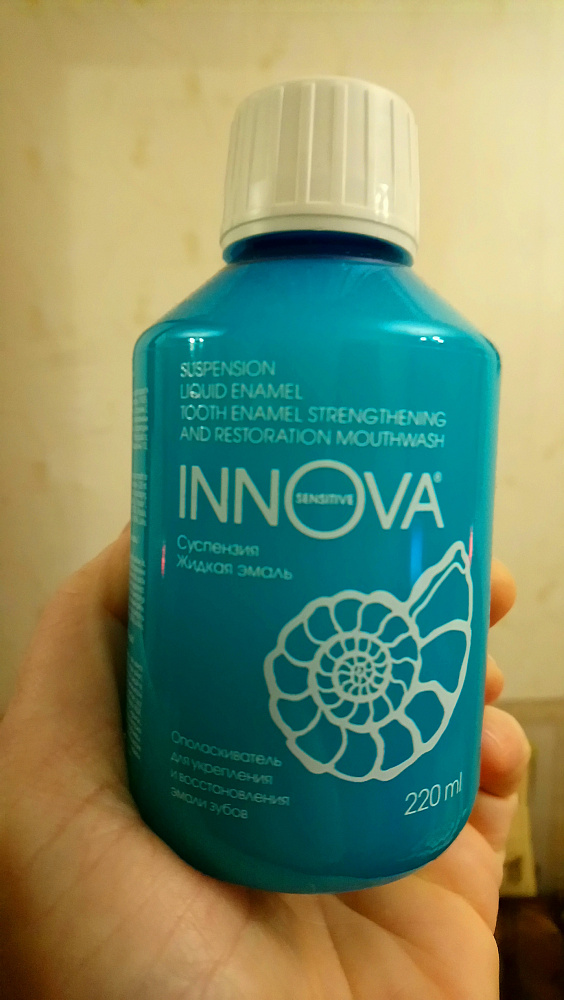 SUSPENSION
LIQUID ENAMEL
TOOTH ENAMEL STRENGTHENING
AND RESTORATION MOUTHWASH
INNOVA®
SENSITIVE
Суспензия
Жидкая эмаль
Ополаскиватель
для укрепления
и восстановления
эмали зубов
220 ml